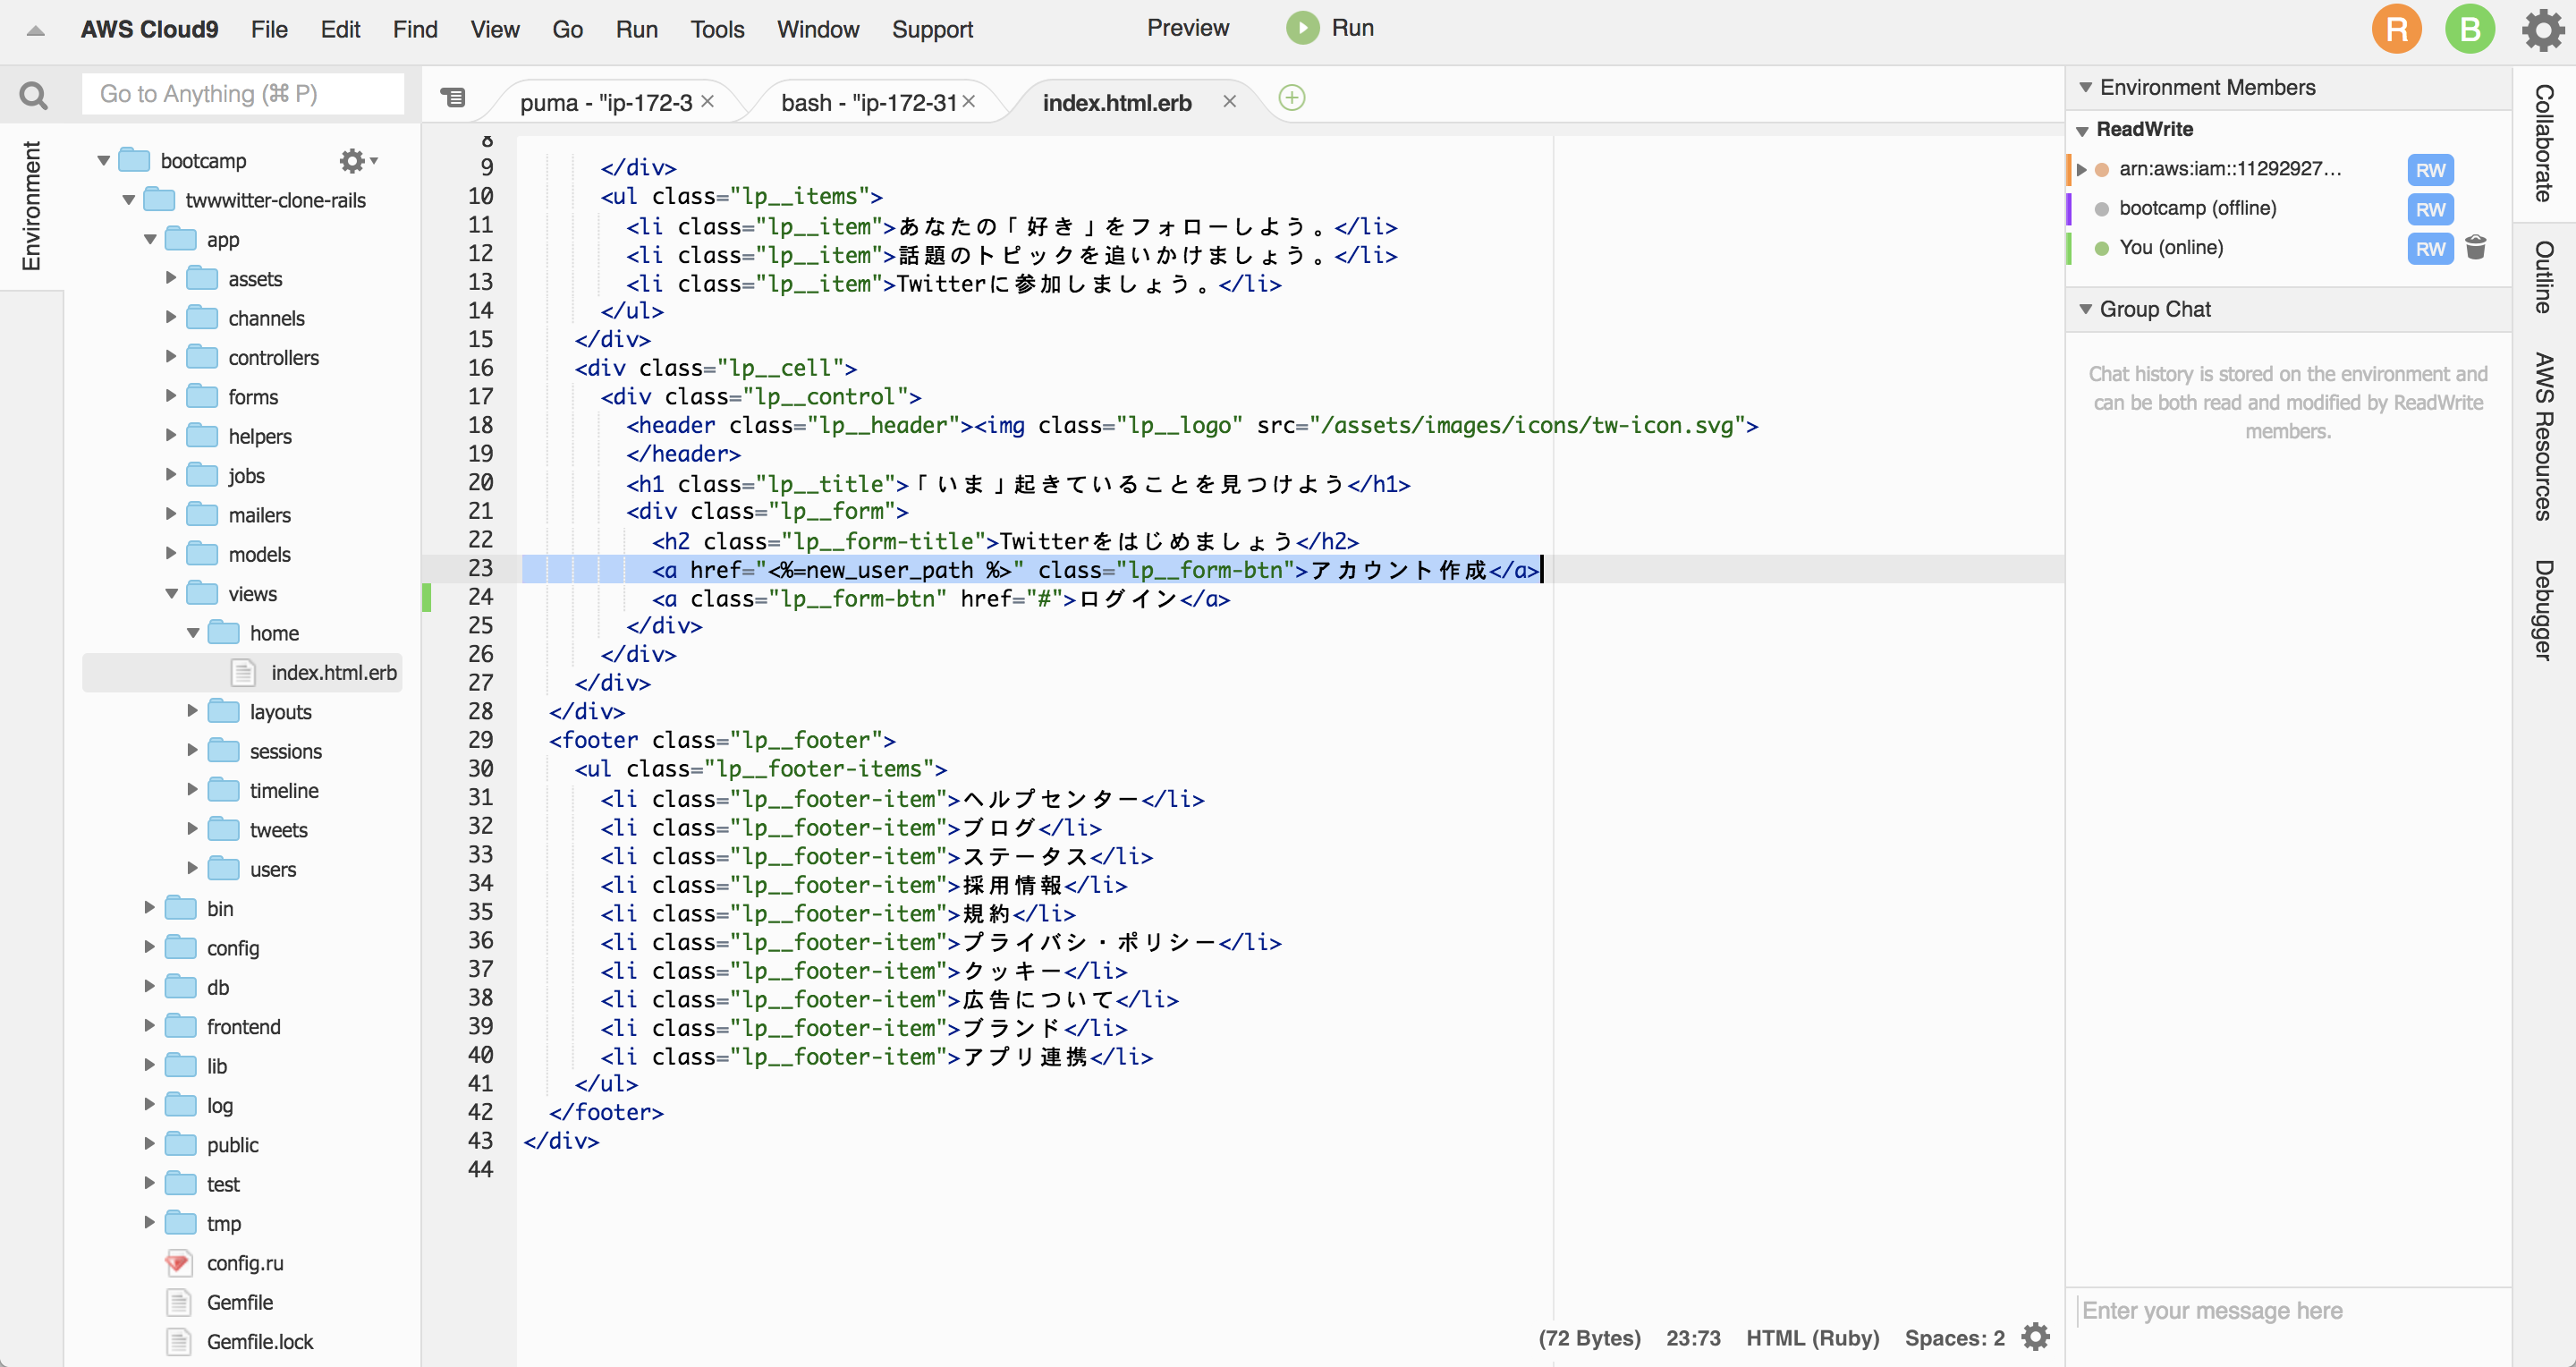 AWS Cloud9 File Edit Find View Go Run Tools Window Support Preview Run R B
Go to Anything (⌘ P)
Environment
bootcamp
twwwitter-clone-rails
app
assets
channels
controllers
forms
helpers
jobs
mailers
models
views
home
index.html.erb
layouts
sessions
timeline
tweets
users
bin
config
db
frontend
lib
log
public
test
tmp
config.ru
Gemfile
Gemfile.lock
puma - "ip-172-3 × bash - "ip-172-31 × index.html.erb ×
8
9 </div>
10 <ul class="lp__items">
11 <li class="lp__item">あなたの「好き」をフォローしよう。</li>
12 <li class="lp__item">話題のトピックを追いかけましょう。</li>
13 <li class="lp__item">Twitterに参加しましょう。</li>
14 </ul>
15 </div>
16 <div class="lp__cell">
17 <div class="lp__control">
18 <header class="lp__header"><img class="lp__logo" src="/assets/images/icons/tw-icon.svg">
19 </header>
20 <h1 class="lp__title">「いま」起きていることを見つけよう</h1>
21 <div class="lp__form">
22 <h2 class="lp__form-title">Twitterをはじめましょう</h2>
23 <a href="<%=new_user_path %>" class="lp__form-btn">アカウント作成</a>
24 <a class="lp__form-btn" href="#">ログイン</a>
25 </div>
26 </div>
27 </div>
28 </div>
29 <footer class="lp__footer">
30 <ul class="lp__footer-items">
31 <li class="lp__footer-item">ヘルプセンター</li>
32 <li class="lp__footer-item">ブログ</li>
33 <li class="lp__footer-item">ステータス</li>
34 <li class="lp__footer-item">採用情報</li>
35 <li class="lp__footer-item">規約</li>
36 <li class="lp__footer-item">プライバシ・ポリシー</li>
37 <li class="lp__footer-item">クッキー</li>
38 <li class="lp__footer-item">広告について</li>
39 <li class="lp__footer-item">ブランド</li>
40 <li class="lp__footer-item">アプリ連携</li>
41 </ul>
42 </footer>
43 </div>
44
(72 Bytes) 23:73 HTML (Ruby) Spaces: 2
Environment Members
ReadWrite
arn:aws:iam::11292927... RW
bootcamp (offline) RW
You (online) RW
Group Chat
Chat history is stored on the environment and
can be both read and modified by ReadWrite
members.
Enter your message here
Collaborate
Outline
AWS Resources
Debugger